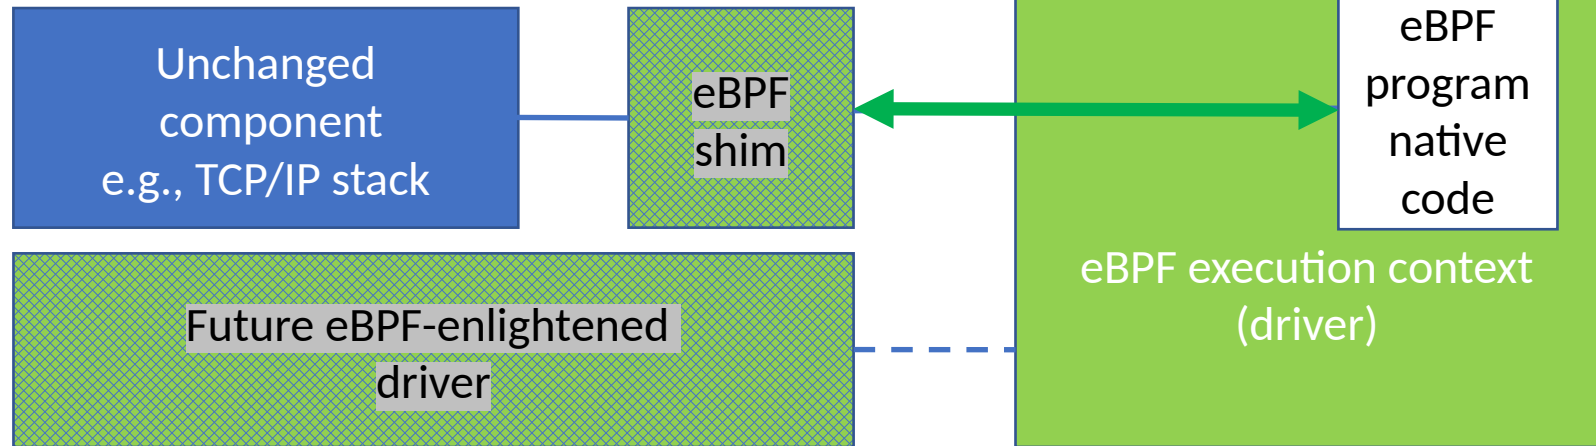 Unchanged
component
e.g., TCP/IP stack
eBPF
shim
eBPF
program
native
code
eBPF execution context
(driver)
Future eBPF-enlightened
driver